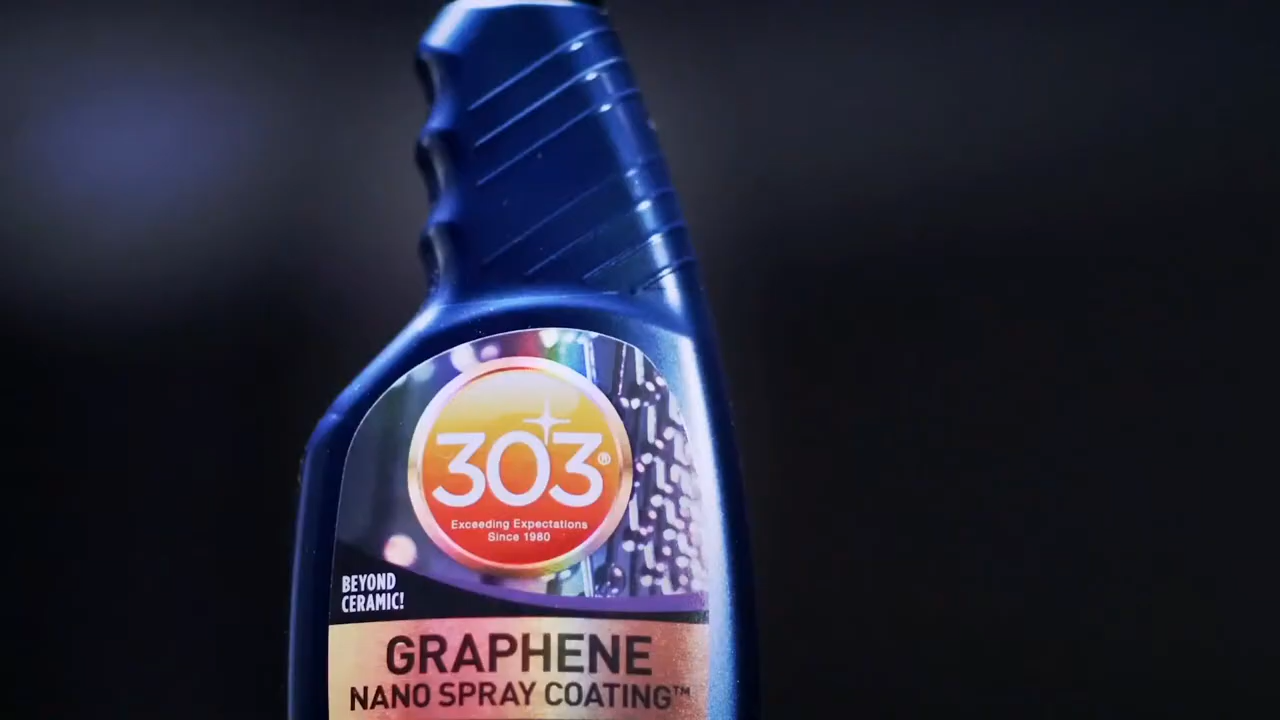 303®
Exceeding Expectations
Since 1980
BEYOND
CERAMIC!
GRAPHENE
NANO SPRAY COATING™